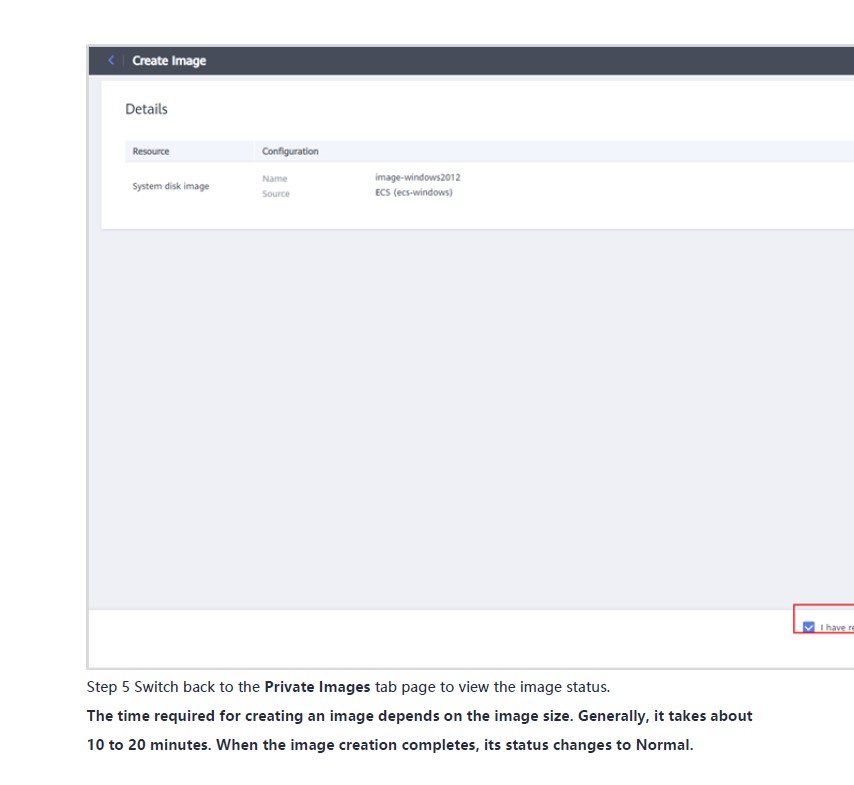 Create Image
Details
Resource Configuration
Name image-windows2012
System disk image
Source ECS (ecs-windows)
I have
Step 5 Switch back to the Private Images tab page to view the image status.
The time required for creating an image depends on the image size. Generally, it takes about
10 to 20 minutes. When the image creation completes, its status changes to Normal.